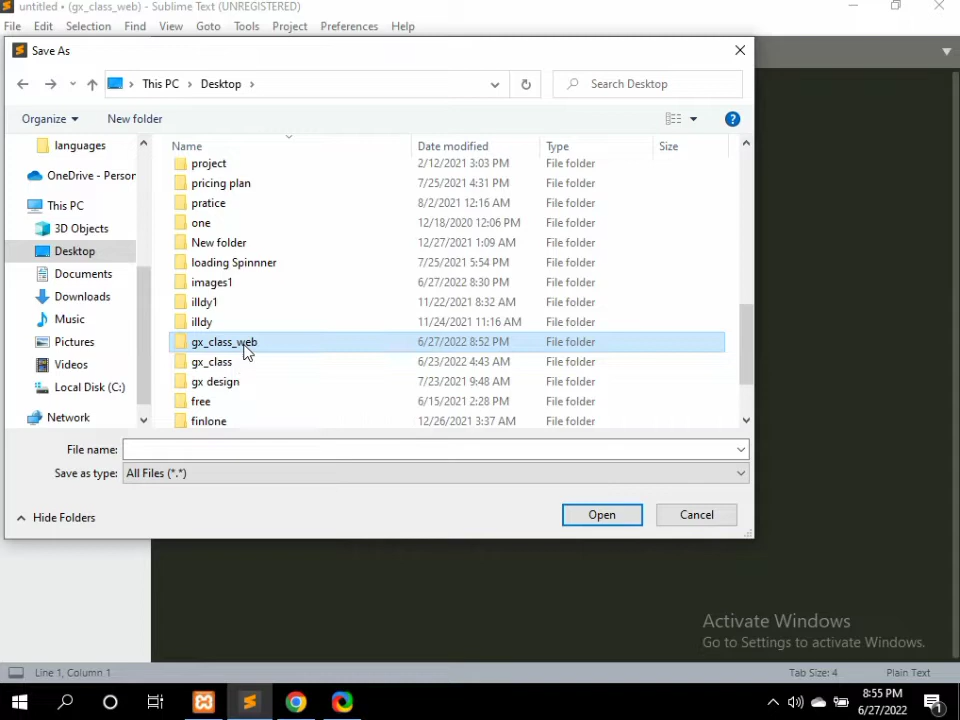 untitled • (gx_class_web) - Sublime Text (UNREGISTERED)
File Edit Selection Find View Goto Tools Project Preferences Help
Save As
This PC Desktop
Search Desktop
Organize New folder
Name Date modified Type Size
languages
OneDrive - Person
This PC
3D Objects
Desktop
Documents
Downloads
Music
Pictures
Videos
Local Disk (C:)
Network
project 2/12/2021 3:03 PM File folder
pricing plan 7/25/2021 4:31 PM File folder
pratice 8/2/2021 12:16 AM File folder
one 12/18/2020 12:06 PM File folder
New folder 12/27/2021 1:09 AM File folder
loading Spinnner 7/25/2021 5:54 PM File folder
images1 6/27/2022 8:30 PM File folder
illdy1 11/22/2021 8:32 AM File folder
illdy 11/24/2021 11:16 AM File folder
gx_class_web 6/27/2022 8:52 PM File folder
gx_class 6/23/2022 4:43 AM File folder
gx design 7/23/2021 9:48 AM File folder
free 6/15/2021 2:28 PM File folder
finlone 12/26/2021 3:37 AM File folder
File name:
Save as type: All Files (*.*)
Hide Folders
Open Cancel
Activate Windows
Go to Settings to activate Windows.
Line 1, Column 1 Tab Size: 4 Plain Text
8:55 PM
6/27/2022
1